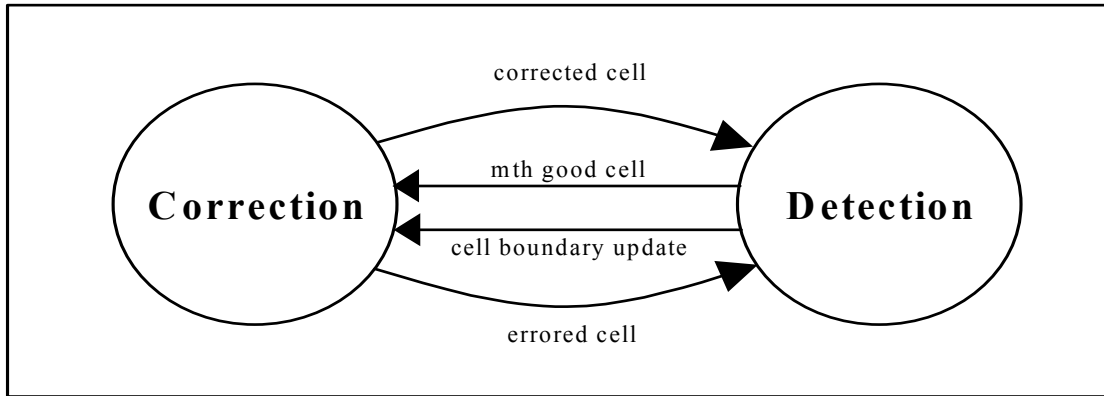 corrected cell
mth good cell
Correction
Detection
cell boundary update
errored cell